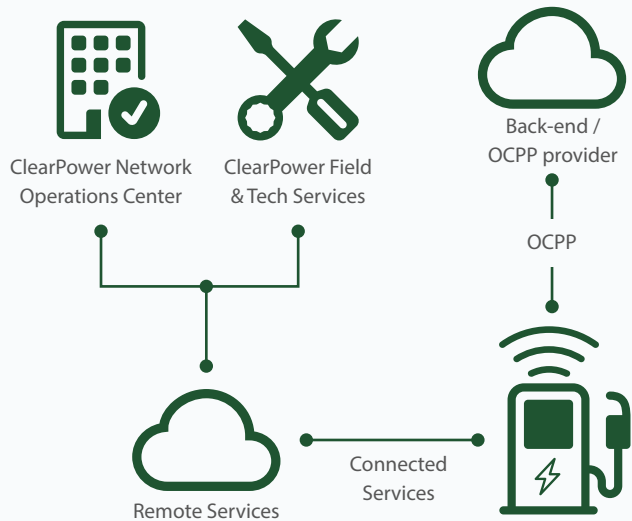 ClearPower Network
Operations Center
ClearPower Field
& Tech Services
Back-end /
OCPP provider
OCPP
Connected
Services
Remote Services